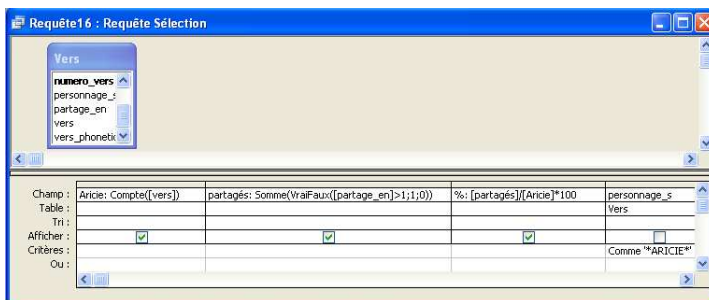 Requête16 : Requête Sélection
Vers
numero_vers
personnage_s
partage_en
vers
vers_phonetic
Champ : Aricie: Compte([vers]) partagés: Somme(VraiFaux([partage_en]>1;1;0)) %: [partagés]/[Aricie]*100 personnage_s
Table : Vers
Tri :
Afficher :
Critères : Comme '*ARICIE*'
Ou :